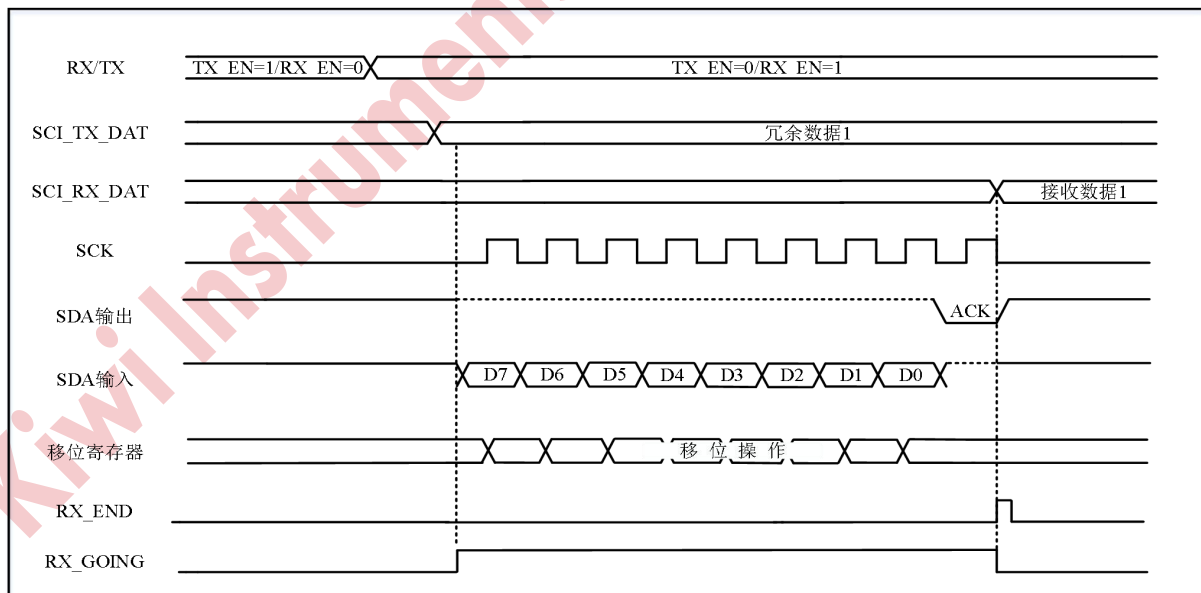 RX/TX
TX_EN=1/RX_EN=0
TX_EN=0/RX_EN=1
SCI_TX_DAT
冗余数据1
SCI_RX_DAT
接收数据1
SCK
SDA输出
ACK
SDA输入
D7 D6 D5 D4 D3 D2 D1 D0
移位寄存器
移 位 操 作
RX_END
RX_GOING
Kiwi Instrument